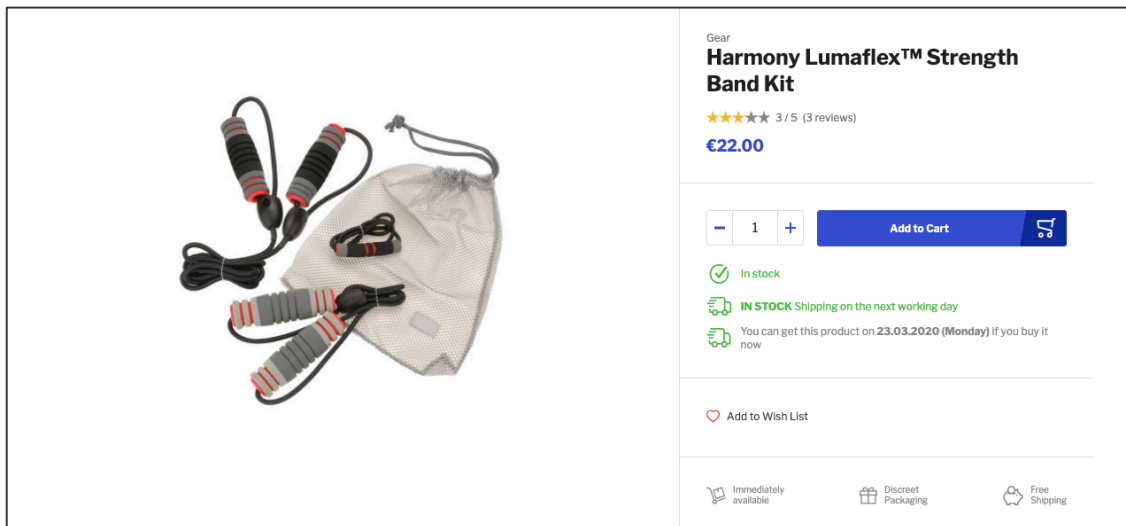 Gear
Harmony Lumaflex™ Strength
Band Kit
3 / 5 (3 reviews)
€22.00
1
Add to Cart
In stock
IN STOCK Shipping on the next working day
You can get this product on 23.03.2020 (Monday) if you buy it
now
Add to Wish List
Immediately
available
Discreet
Packaging
Free
Shipping